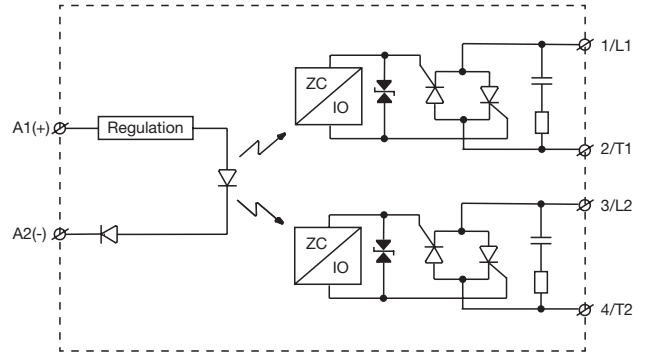 1/L1
ZC
IO
A1(+)
Regulation
2/T1
3/L2
A2(-)
ZC
IO
4/T2